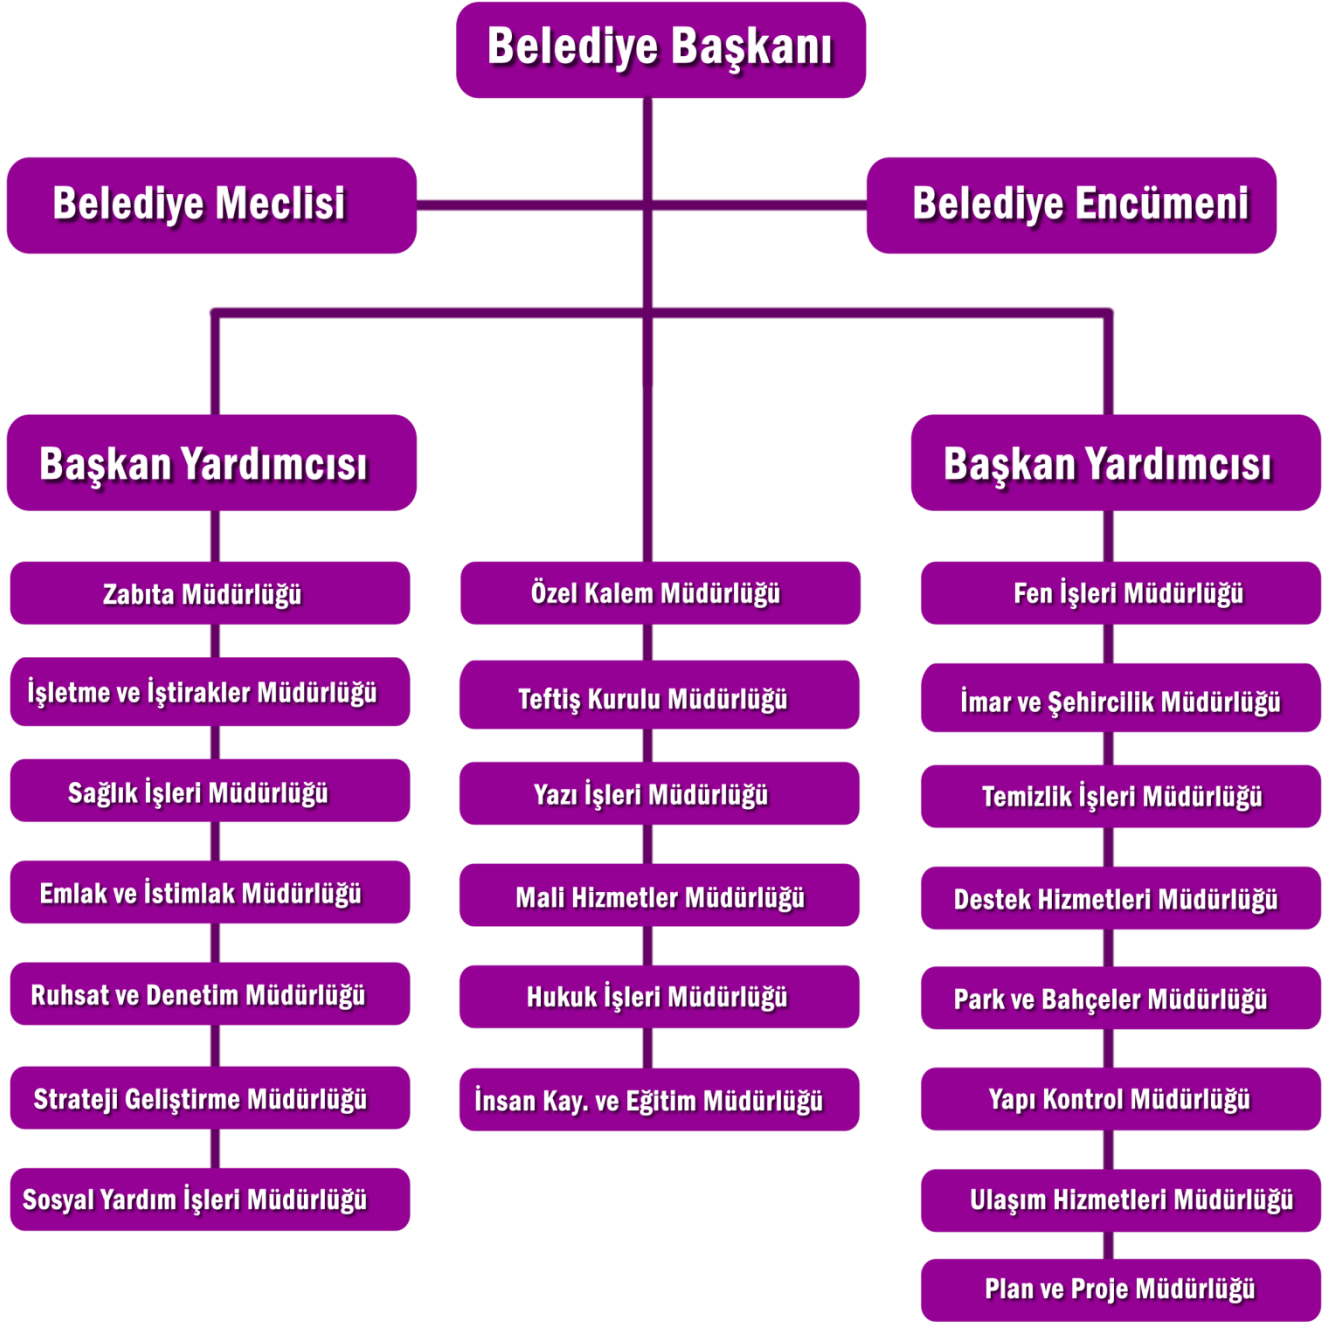 Belediye Başkanı
Belediye Meclisi
Belediye Encümeni
Başkan Yardımcısı
Başkan Yardımcısı
Zabıta Müdürlüğü
İşletme ve İştirakler Müdürlüğü
Sağlık İşleri Müdürlüğü
Emlak ve İstimlak Müdürlüğü
Ruhsat ve Denetim Müdürlüğü
Strateji Geliştirme Müdürlüğü
Sosyal Yardım İşleri Müdürlüğü
Özel Kalem Müdürlüğü
Teftiş Kurulu Müdürlüğü
Yazı İşleri Müdürlüğü
Mali Hizmetler Müdürlüğü
Hukuk İşleri Müdürlüğü
İnsan Kay. ve Eğitim Müdürlüğü
Fen İşleri Müdürlüğü
İmar ve Şehircilik Müdürlüğü
Temizlik İşleri Müdürlüğü
Destek Hizmetleri Müdürlüğü
Park ve Bahçeler Müdürlüğü
Yapı Kontrol Müdürlüğü
Ulaşım Hizmetleri Müdürlüğü
Plan ve Proje Müdürlüğü